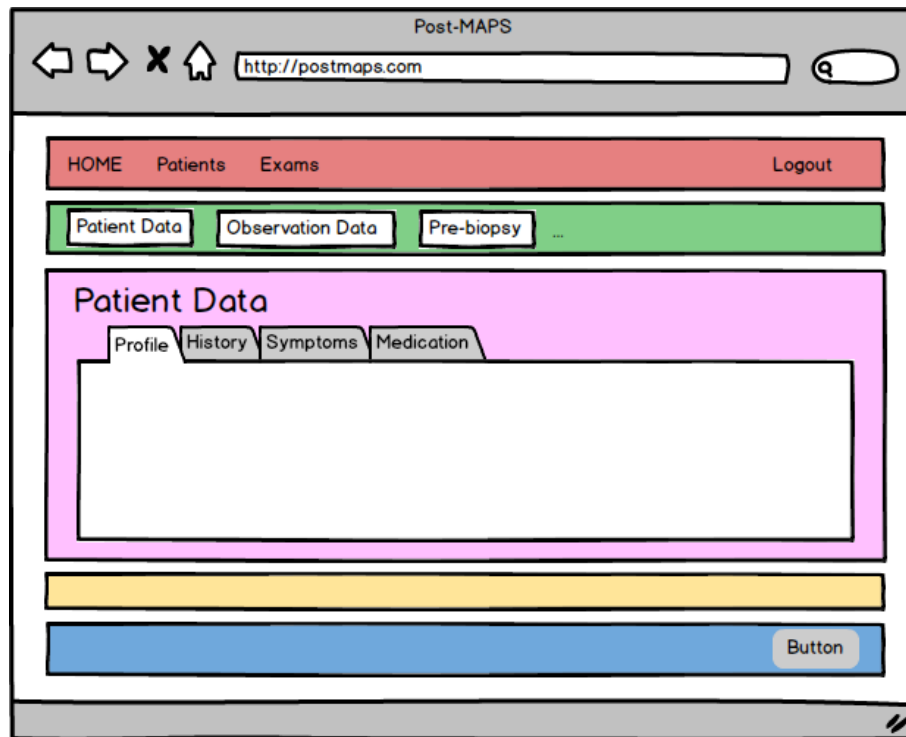 Post-MAPS
http://postmaps.com
HOME Patients Exams Logout
Patient Data Observation Data Pre-biopsy ...
Patient Data
Profile History Symptoms Medication
Button